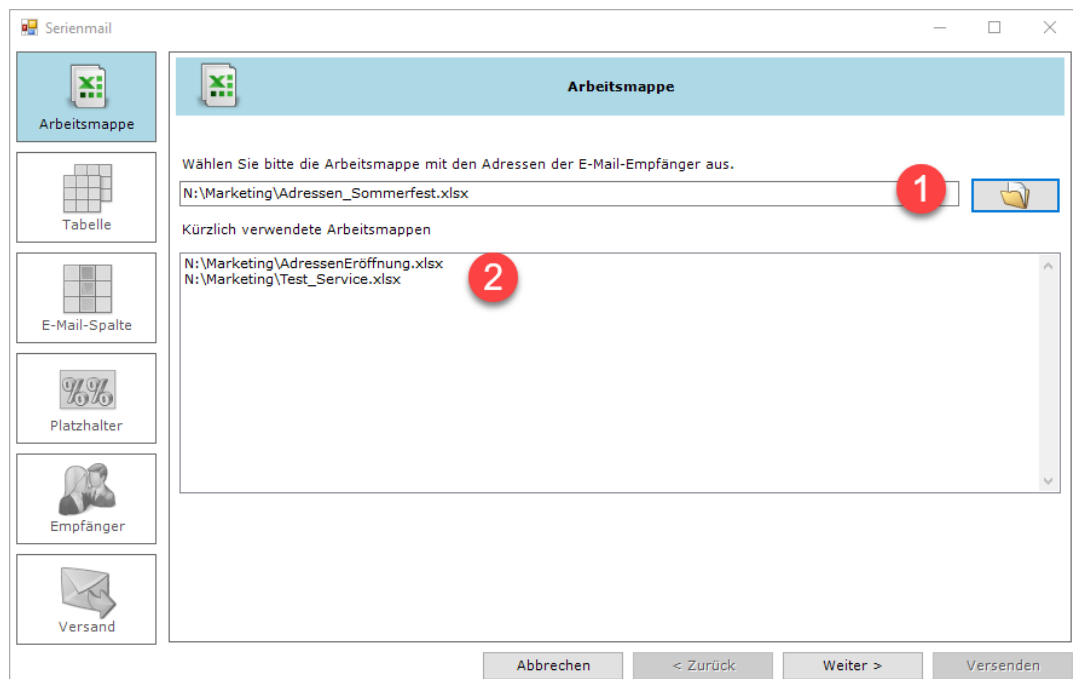 Serienmail
Arbeitsmappe
Tabelle
E-Mail-Spalte
Platzhalter
Empfänger
Versand
Arbeitsmappe
Wählen Sie bitte die Arbeitsmappe mit den Adressen der E-Mail-Empfänger aus.
N:\Marketing\Adressen_Sommerfest.xlsx
1
Kürzlich verwendete Arbeitsmappen
N:\Marketing\AdressenEröffnung.xlsx
N:\Marketing\Test_Service.xlsx
2
Abbrechen
< Zurück
Weiter >
Versenden